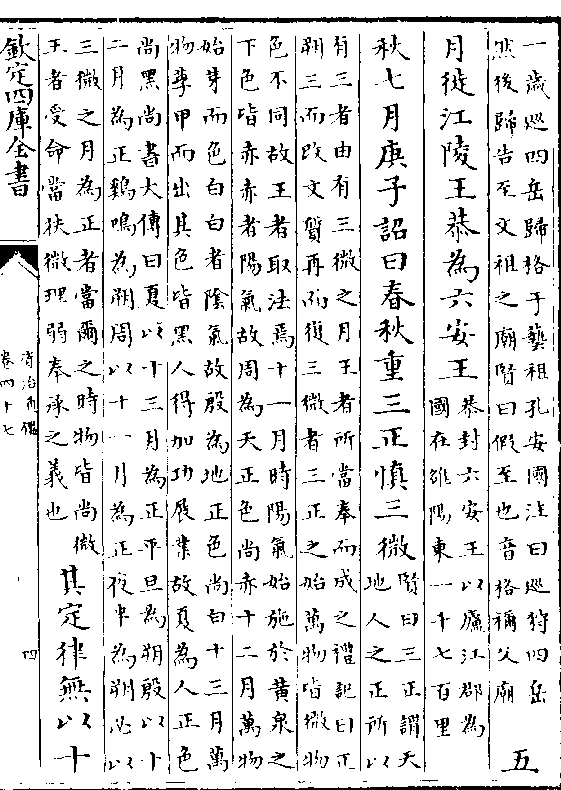 一歲巡四岳歸格于藝祖孔安國注曰巡狩四岳
然後歸告至文祖之廟賢曰假至也音格禰父廟
五
月徙江陵王恭為六安王
恭封六安王以廬江郡為
國在雒陽東一千七百里
秋七月庚子詔曰春秋重三正慎三微
賢曰三正謂天
地人之正所以
有三者由有三微之月王者所當奉而成之禮記曰正
朔三而改文質再而復三微者三正之始萬物皆微物
色不同故王者取法焉十一月時陽氣始施於黄泉之
下色皆赤赤者陽氣故周為天正色尚赤十二月萬物
始芽而色白白者陰氣故殷為地正色尚白十三月萬
物孚甲而出其色皆黑人得加功展業故夏為人正色
尚黑尚書大傳曰夏以十三月為正平旦為朔殷以十
二月為正鷄鳴為朔周以十一月為正夜半為朔必以
三微之月為正者當爾之時物皆尚微
王者受命當扶微理弱奉承之義也
其定律無以十
欽定四庫全書
資治通鑑
卷四十七
四